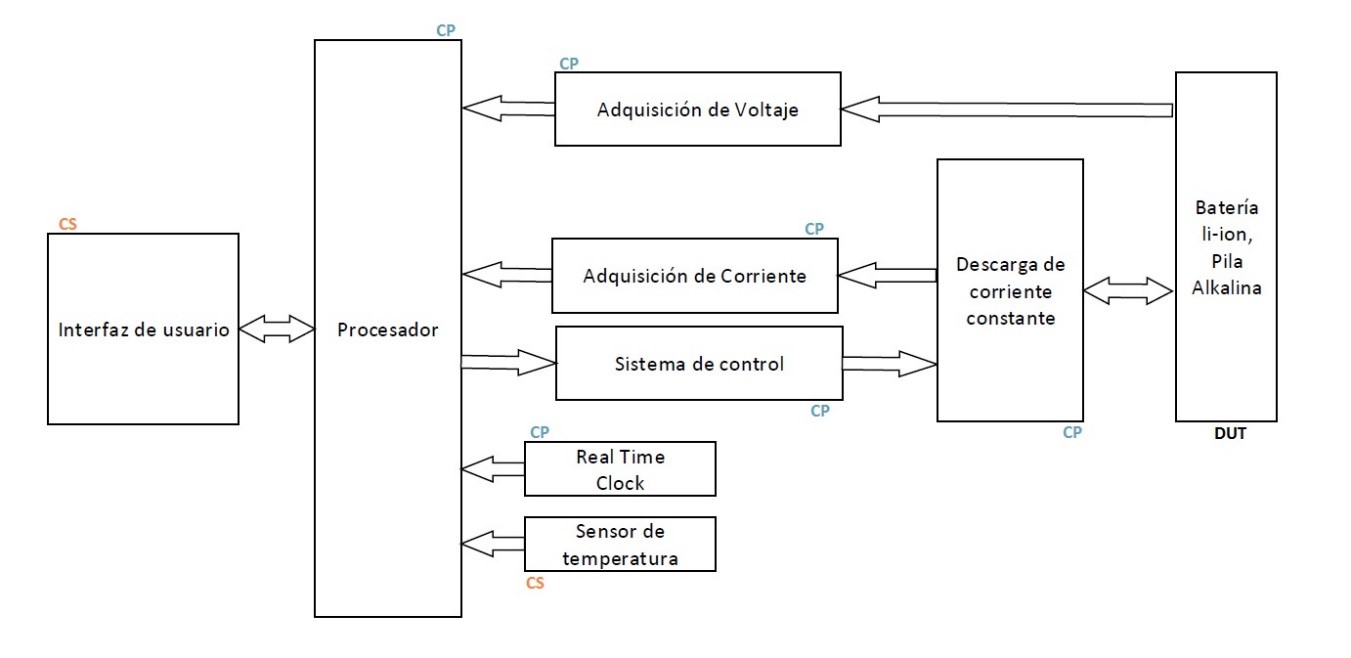 CP
CP
Adquisición de Voltaje
CS
Interfaz de usuario
Procesador
CP
Adquisición de Corriente
Sistema de control
CP
Descarga de
corriente
constante
CP
Batería
li-ion,
Pila
Alkalina
DUT
CP
Real Time
Clock
Sensor de
temperatura
CS